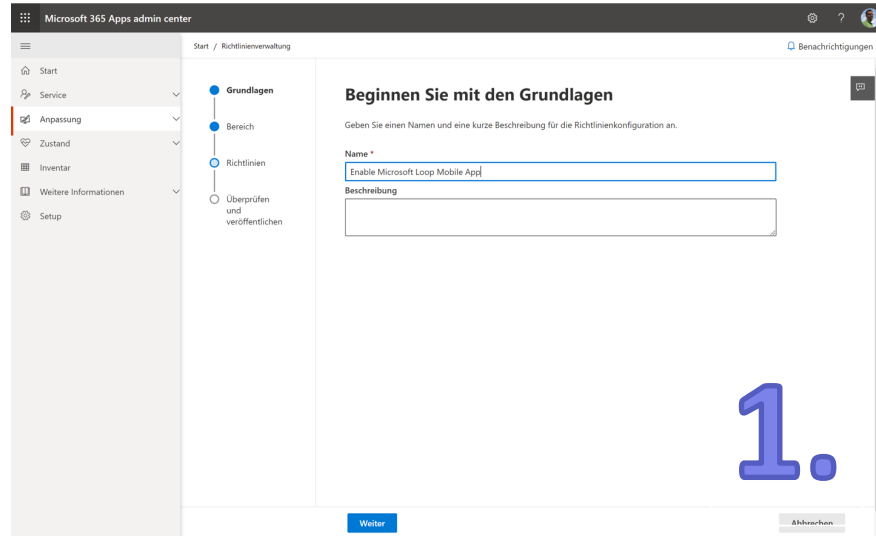 Microsoft 365 Apps admin center
?
Start / Richtlinienverwaltung
Benachrichtigungen
Start
Service
Anpassung
Zustand
Inventar
Weitere Informationen
Setup
Grundlagen
Bereich
Richtlinien
Überprüfen
und
veröffentlichen
Beginnen Sie mit den Grundlagen
Geben Sie einen Namen und eine kurze Beschreibung für die Richtlinienkonfiguration an.
Name *
Enable Microsoft Loop Mobile App
Beschreibung
1.
Weiter
Abbrechen